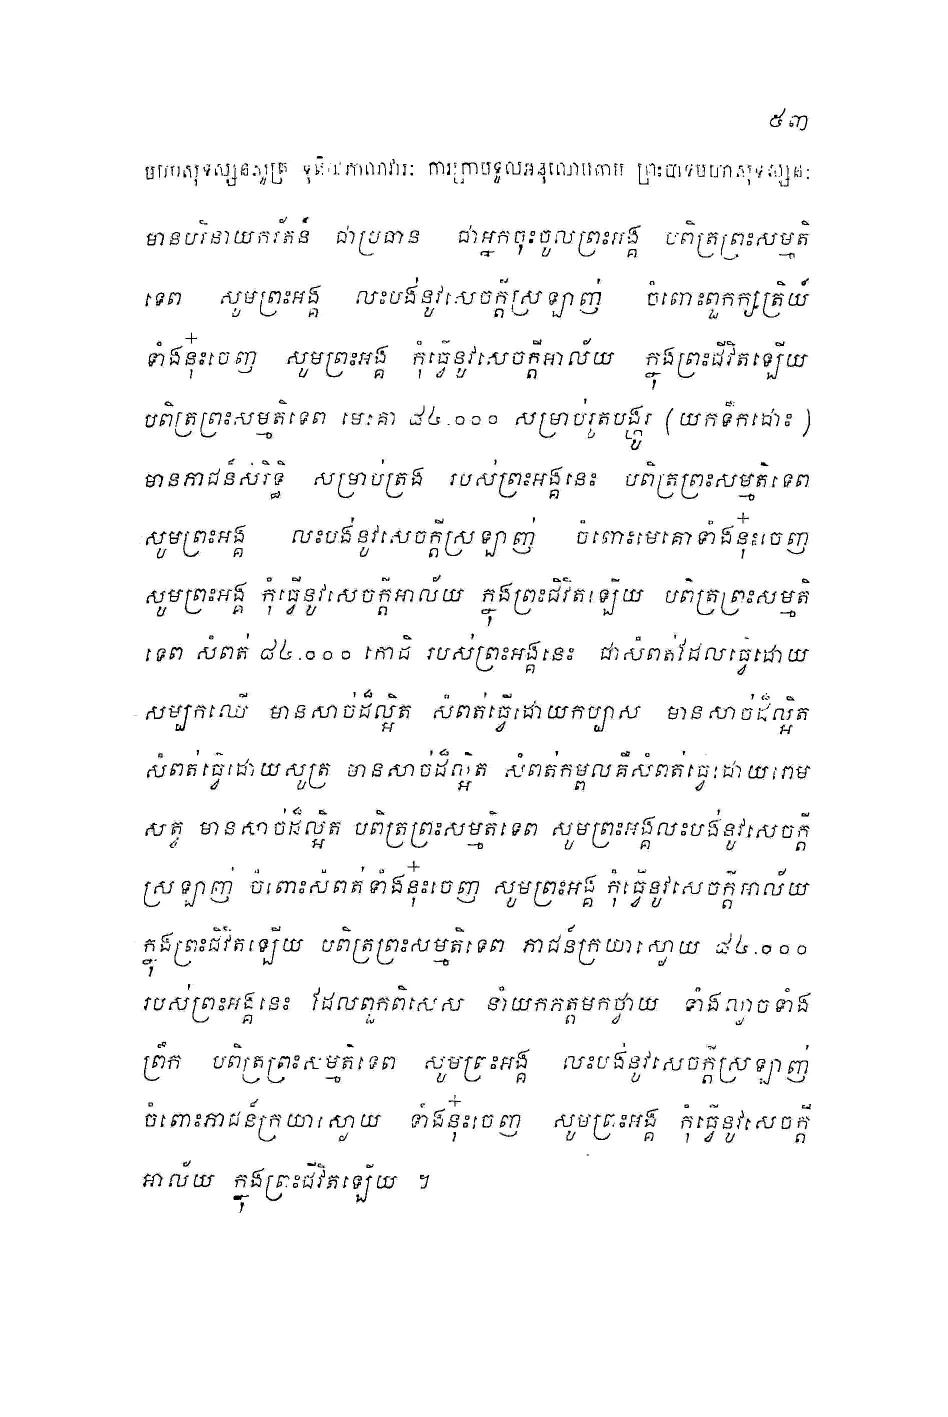 ៥៣
មហាសុទស្សនសូត្រ ទុតិយភាណវារៈ ការក្រាបទូលអនុលោមតាម ព្រះបាទមហាសុទស្សនៈ
មានបរិនាយករ័តន៍ ជាប្រធាន ជាអ្នកចុះចូលព្រះអង្គ បពិត្រព្រះសម្មតិ
ទេព សូមព្រះអង្គ លះបង់នូវសេចក្តីស្រឡាញ់ ចំពោះពួកក្សត្រិយ៍
ទាំងនុ៎ះចេញ សូមព្រះអង្គ កុំធ្វើនូវសេចក្តីអាល័យ ក្នុងព្រះជីវិតឡើយ
បពិត្រព្រះសម្មតិទេព មេគោ ៨៤.០០០ សម្រាប់រូតបង្ហូរ (យកទឹកដោះ)
មានភាជន៍សំរិទ្ធិ សម្រាប់ត្រង របស់ព្រះអង្គនេះ បពិត្រព្រះសម្មតិទេព
សូមព្រះអង្គ លះបង់នូវសេចក្តីស្រឡាញ់ ចំពោះមេគោទាំងនុ៎ះចេញ
សូមព្រះអង្គ កុំធ្វើនូវសេចក្តីអាល័យ ក្នុងព្រះជីវិតឡើយ បពិត្រព្រះសម្មតិ
ទេព សំពត់ ៨៤.០០០ កោដិ របស់ព្រះអង្គនេះ ជាសំពត់ដែលធ្វើដោយ
សម្បកឈើ មានសាច់ដ៏ល្អិត សំពត់ធ្វើដោយកប្បាស មានសាច់ដ៏ល្អិត
សំពត់ធ្វើដោយសូត្រ មានសាច់ដ៏ល្អិត សំពត់កម្ពលគឺសំពត់ធ្វើដោយរោម
សត្វ មានសាច់ដ៏ល្អិត បពិត្រព្រះសម្មតិទេព សូមព្រះអង្គលះបង់នូវសេចក្តី
ស្រឡាញ់ ចំពោះសំពត់ទាំងនុ៎ះចេញ សូមព្រះអង្គ កុំធ្វើនូវសេចក្តីអាល័យ
ក្នុងព្រះជីវិតឡើយ បពិត្រព្រះសម្មតិទេព ភាជន៍ក្រយាស្ងោយ ៨៤.០០០
របស់ព្រះអង្គនេះ ដែលពួកពិសេស នាំយកភត្តមកថ្វាយ ទាំងល្ងាចទាំង
ព្រឹក បពិត្រព្រះសម្មតិទេព សូមព្រះអង្គ លះបង់នូវសេចក្តីស្រឡាញ់
ចំពោះភាជន៍ក្រយាស្ងោយ ទាំងនុ៎ះចេញ សូមព្រះអង្គ កុំធ្វើនូវសេចក្តី
អាល័យ ក្នុងព្រះជីវិតឡើយ ។